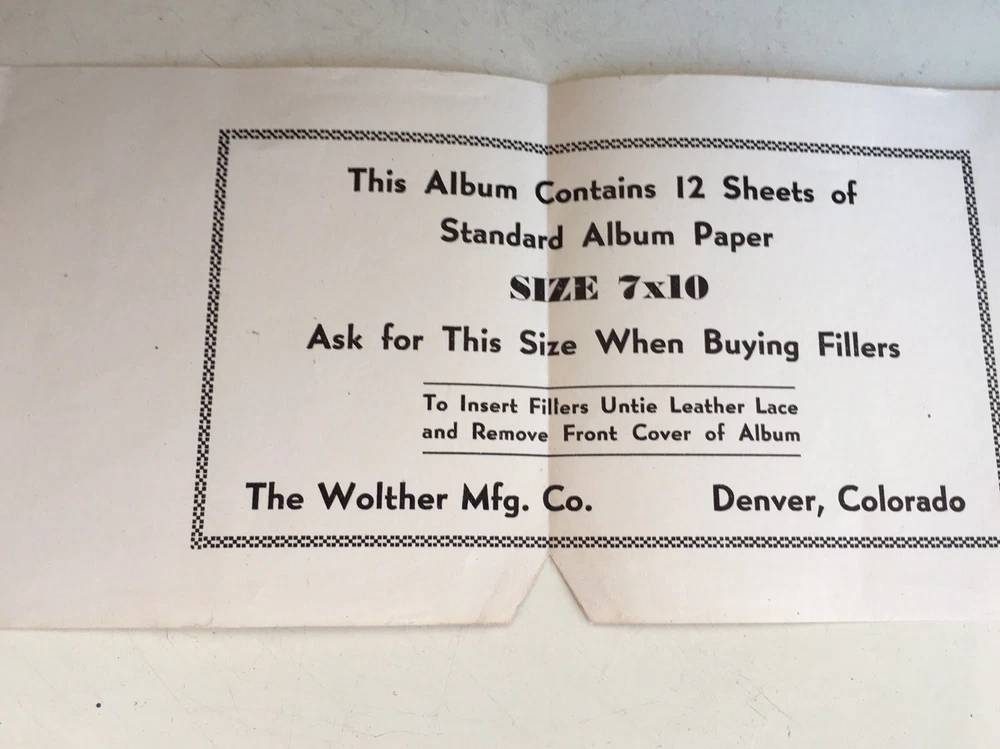 This Album Contains 12 Sheets of
Standard Album Paper
SIZE 7x10
Ask for This Size When Buying Fillers
To Insert Fillers Untie Leather Lace
and Remove Front Cover of Album
The Wolther Mfg. Co. Denver, Colorado